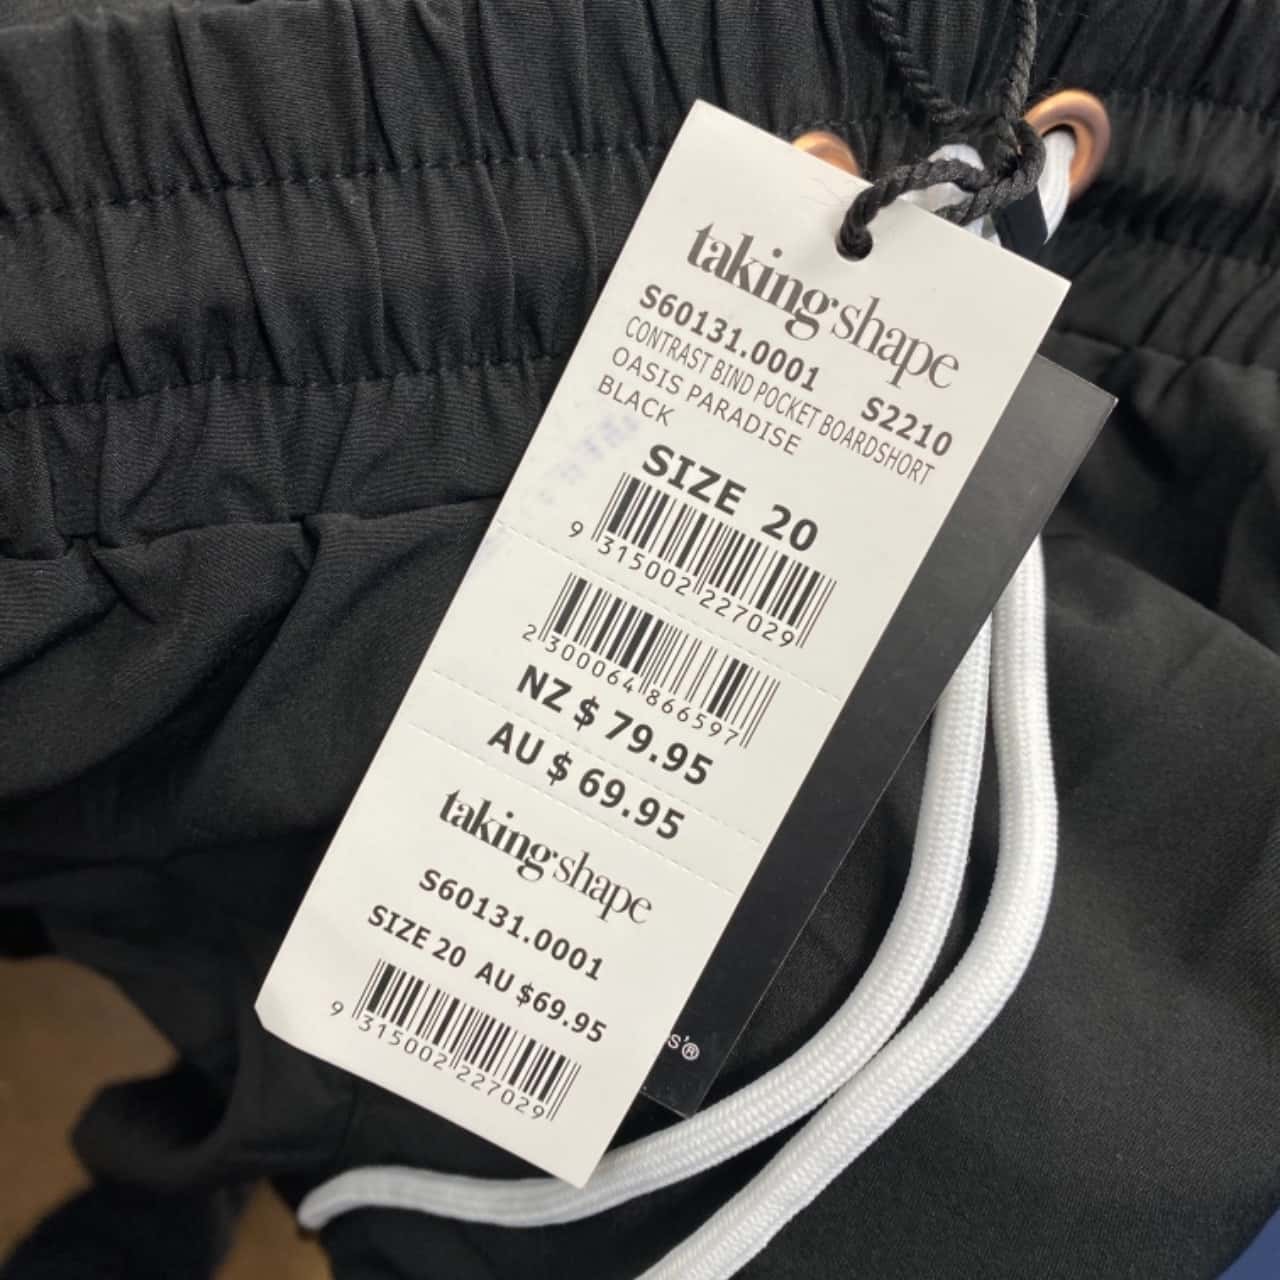 taking shape
S60131.0001 S2210
CONTRAST BIND POCKET BOARDSHORT
OASIS PARADISE
BLACK
SIZE 20
9 315002 227029
2 300064 866597
NZ $ 79.95
AU $ 69.95
taking shape
S60131.0001
SIZE 20 AU $69.95
9 315002 227029
s'®